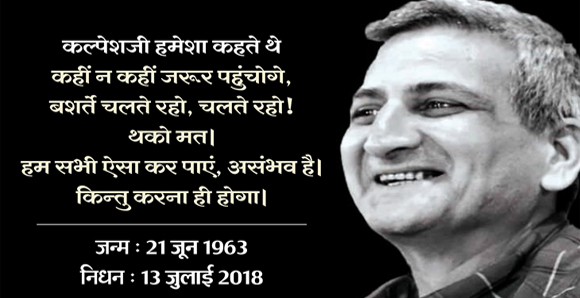 कल्पेशजी हमेशा कहते थे
कहीं न कहीं जरूर पहुंचोगे,
बशर्ते चलते रहो, चलते रहो!
थको मत।
हम सभी ऐसा कर पाएं, असंभव है।
किन्तु करना ही होगा।
जन्म : 21 जून 1963
निधन : 13 जुलाई 2018